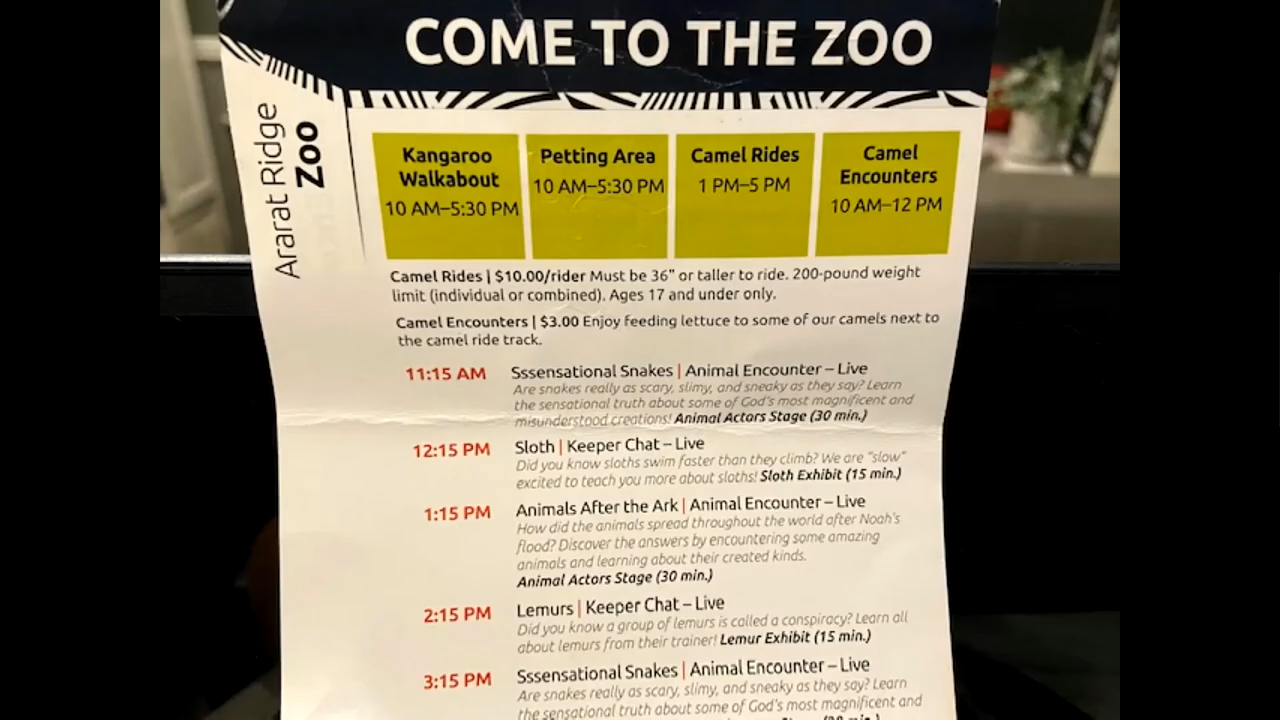 COME TO THE ZOO
Ararat Ridge
Zoo
Kangaroo
Walkabout
10 AM–5:30 PM
Petting Area
10 AM–5:30 PM
Camel Rides
1 PM–5 PM
Camel
Encounters
10 AM–12 PM
Camel Rides | $10.00/rider Must be 36" or taller to ride. 200-pound weight
limit (individual or combined). Ages 17 and under only.
Camel Encounters | $3.00 Enjoy feeding lettuce to some of our camels next to
the camel ride track.
11:15 AM Sssensational Snakes | Animal Encounter – Live
Are snakes really as scary, slimy, and sneaky as they say? Learn
the sensational truth about some of God's most magnificent and
misunderstood creations! Animal Actors Stage (30 min.)
12:15 PM Sloth | Keeper Chat – Live
Did you know sloths swim faster than they climb? We are "slow"
excited to teach you more about sloths! Sloth Exhibit (15 min.)
1:15 PM Animals After the Ark | Animal Encounter – Live
How did the animals spread throughout the world after Noah's
flood? Discover the answers by encountering some amazing
animals and learning about their created kinds.
Animal Actors Stage (30 min.)
2:15 PM Lemurs | Keeper Chat – Live
Did you know a group of lemurs is called a conspiracy? Learn all
about lemurs from their trainer! Lemur Exhibit (15 min.)
3:15 PM Sssensational Snakes | Animal Encounter – Live
Are snakes really as scary, slimy, and sneaky as they say? Learn
the sensational truth about some of God's most magnificent and